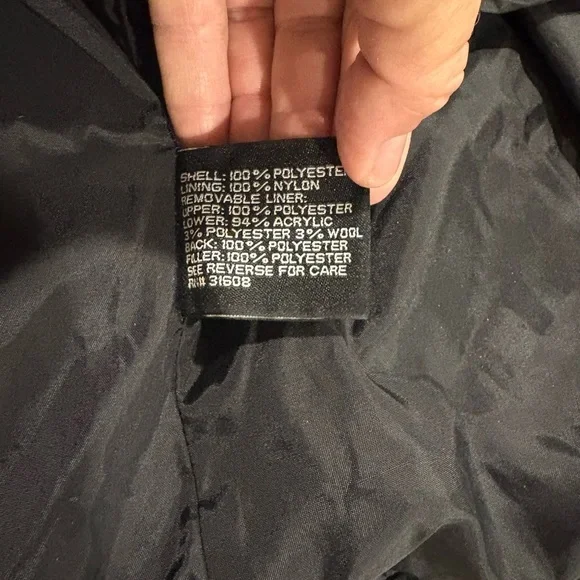 SHELL: 100% POLYESTER
LINING: 100% NYLON
REMOVABLE LINER:
UPPER: 100% POLYESTER
LOWER: 94% ACRYLIC
3% POLYESTER 3% WOOL
BACK: 100% POLYESTER
FILLER: 100% POLYESTER
SEE REVERSE FOR CARE
RN# 31608